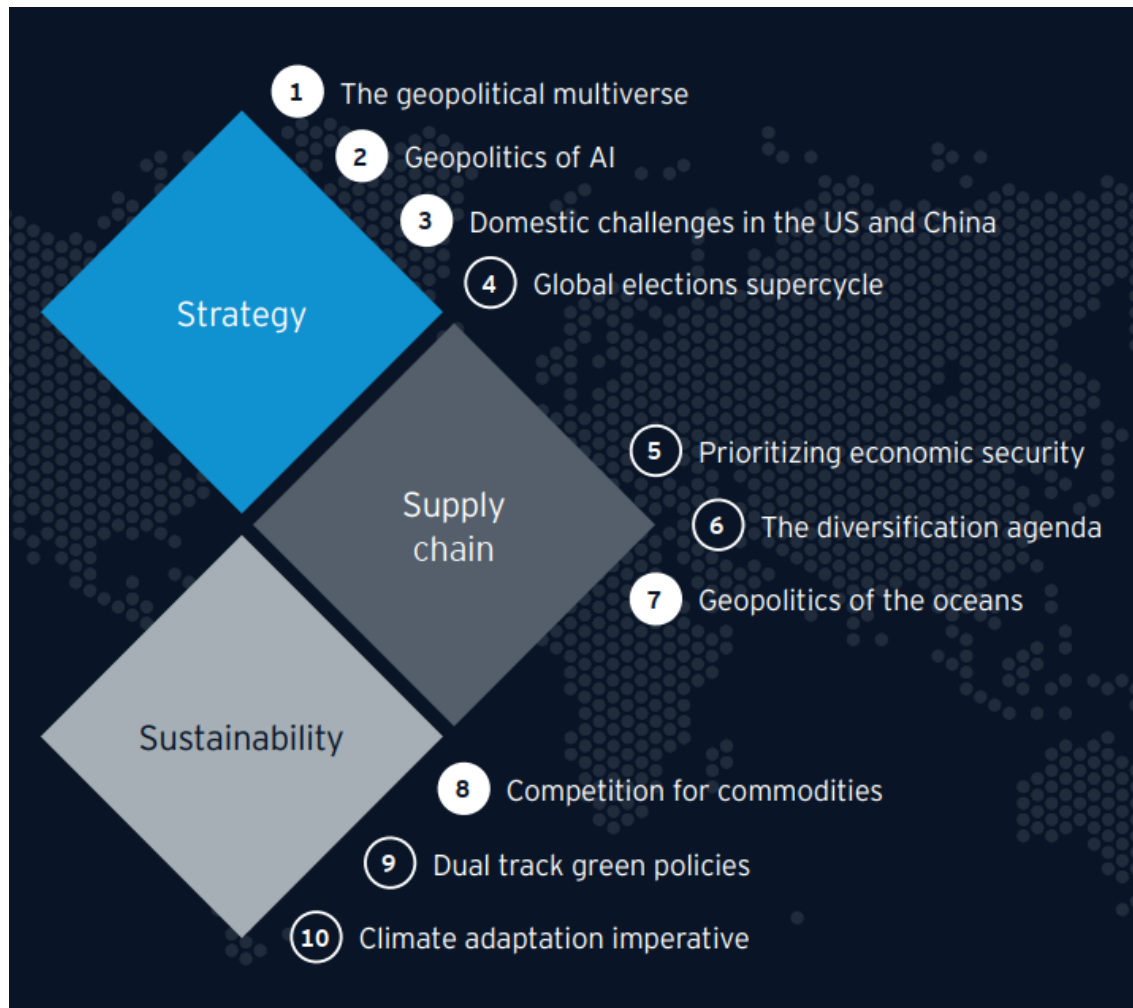 1 The geopolitical multiverse
2 Geopolitics of AI
3 Domestic challenges in the US and China
4 Global elections supercycle
Strategy
5 Prioritizing economic security
6 The diversification agenda
7 Geopolitics of the oceans
Supply
chain
Sustainability
8 Competition for commodities
9 Dual track green policies
10 Climate adaptation imperative